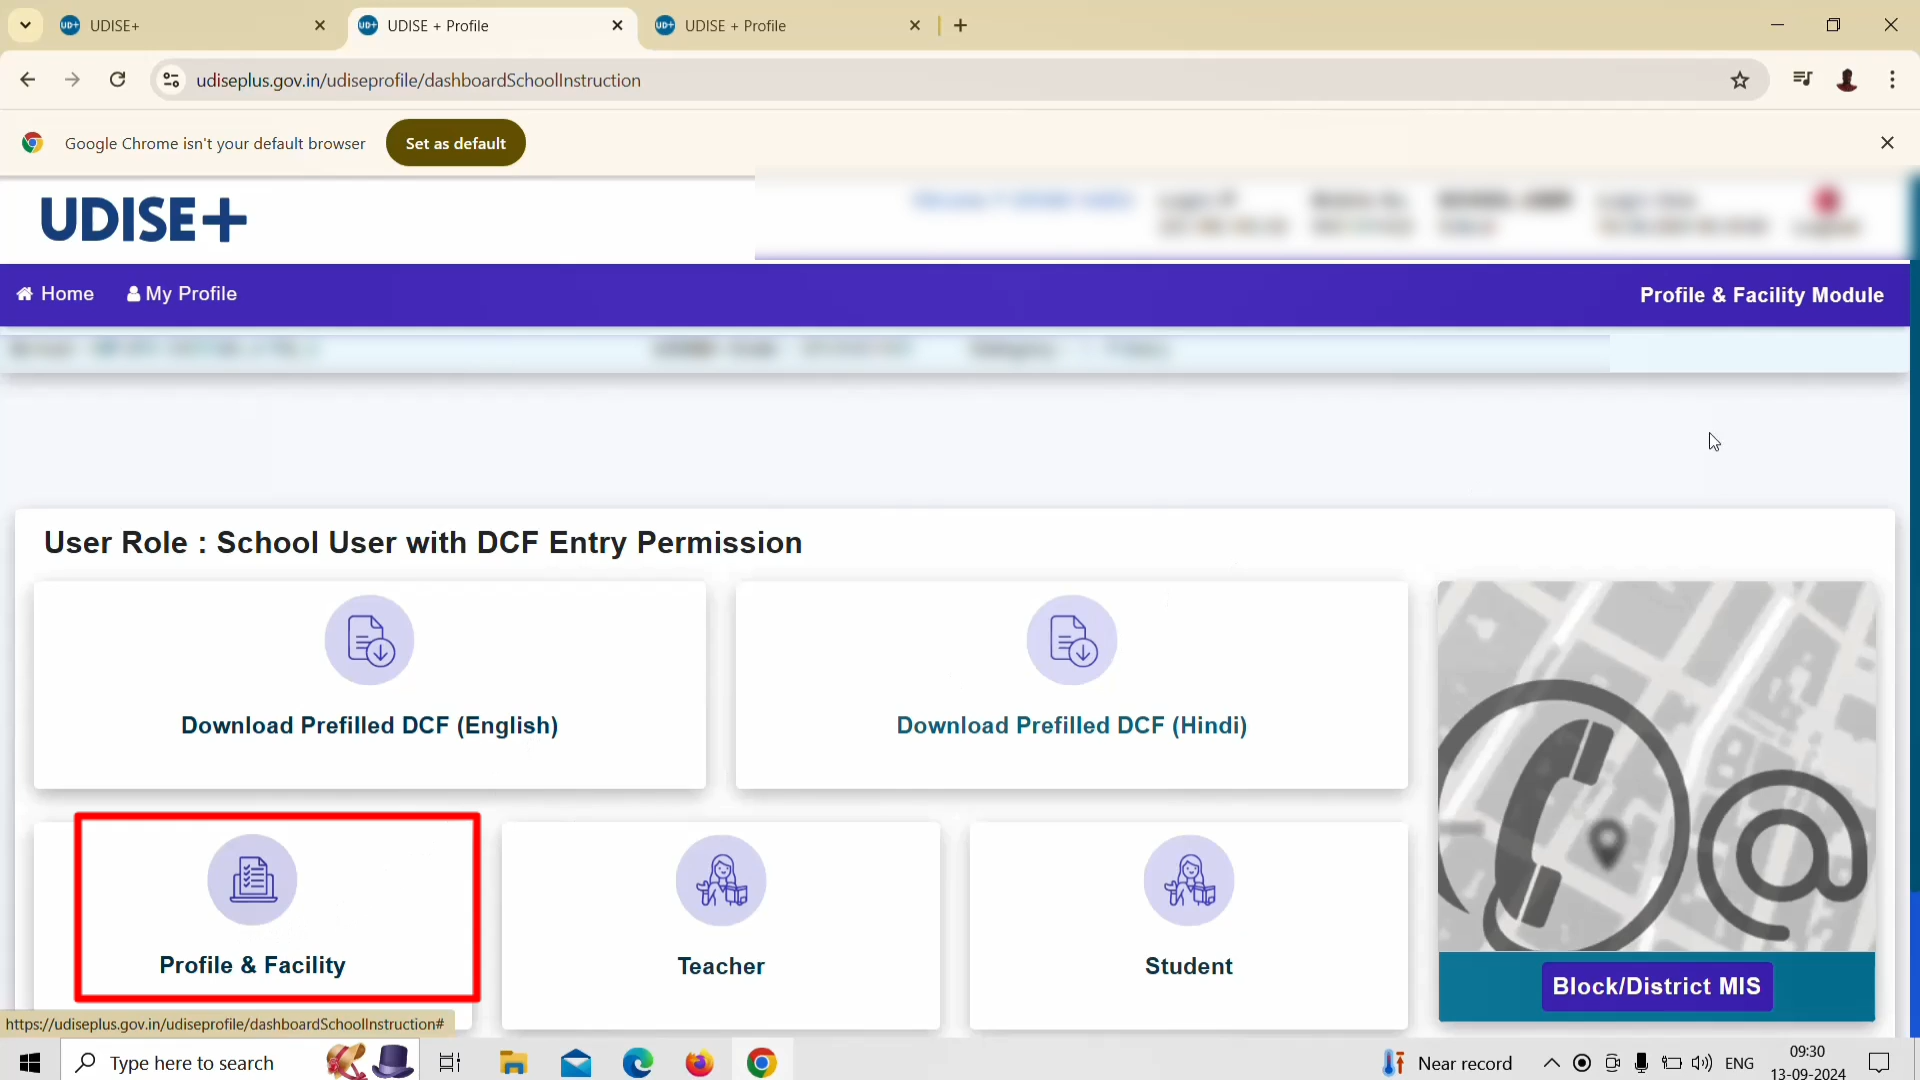 UDISE+
UDISE + Profile
UDISE + Profile
udiseplus.gov.in/udiseprofile/dashboardSchoolInstruction
Google Chrome isn't your default browser
Set as default
UDISE+
Home
My Profile
Profile & Facility Module
User Role : School User with DCF Entry Permission
Download Prefilled DCF (English)
Download Prefilled DCF (Hindi)
Profile & Facility
Teacher
Student
Block/District MIS
https://udiseplus.gov.in/udiseprofile/dashboardSchoolInstruction#
Type here to search
Near record
ENG
09:30
13-09-2024